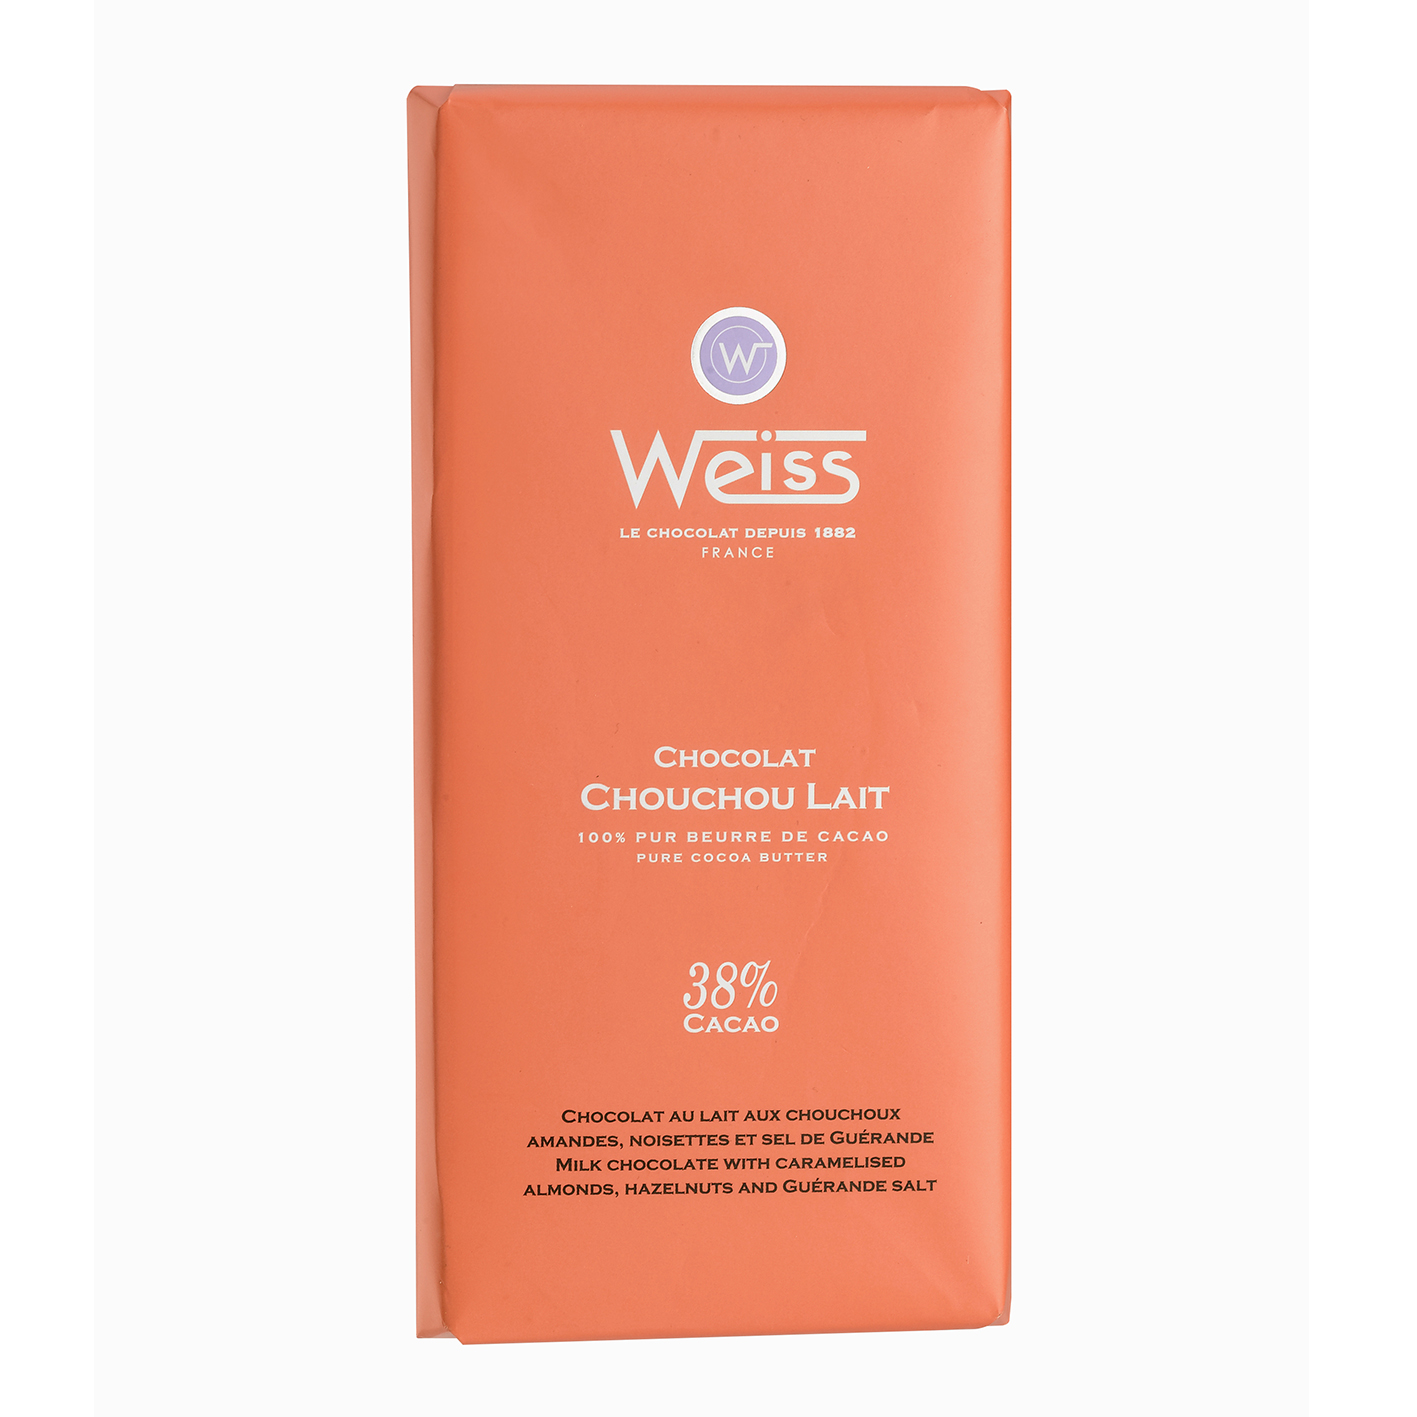 W
Weiss
LE CHOCOLAT DEPUIS 1882
FRANCE
CHOCOLAT
CHOUCHOU LAIT
100% PUR BEURRE DE CACAO
PURE COCOA BUTTER
38%
CACAO
CHOCOLAT AU LAIT AUX CHOUCHOUX
AMANDES, NOISETTES ET SEL DE GUÉRANDE
MILK CHOCOLATE WITH CARAMELISED
ALMONDS, HAZELNUTS AND GUÉRANDE SALT